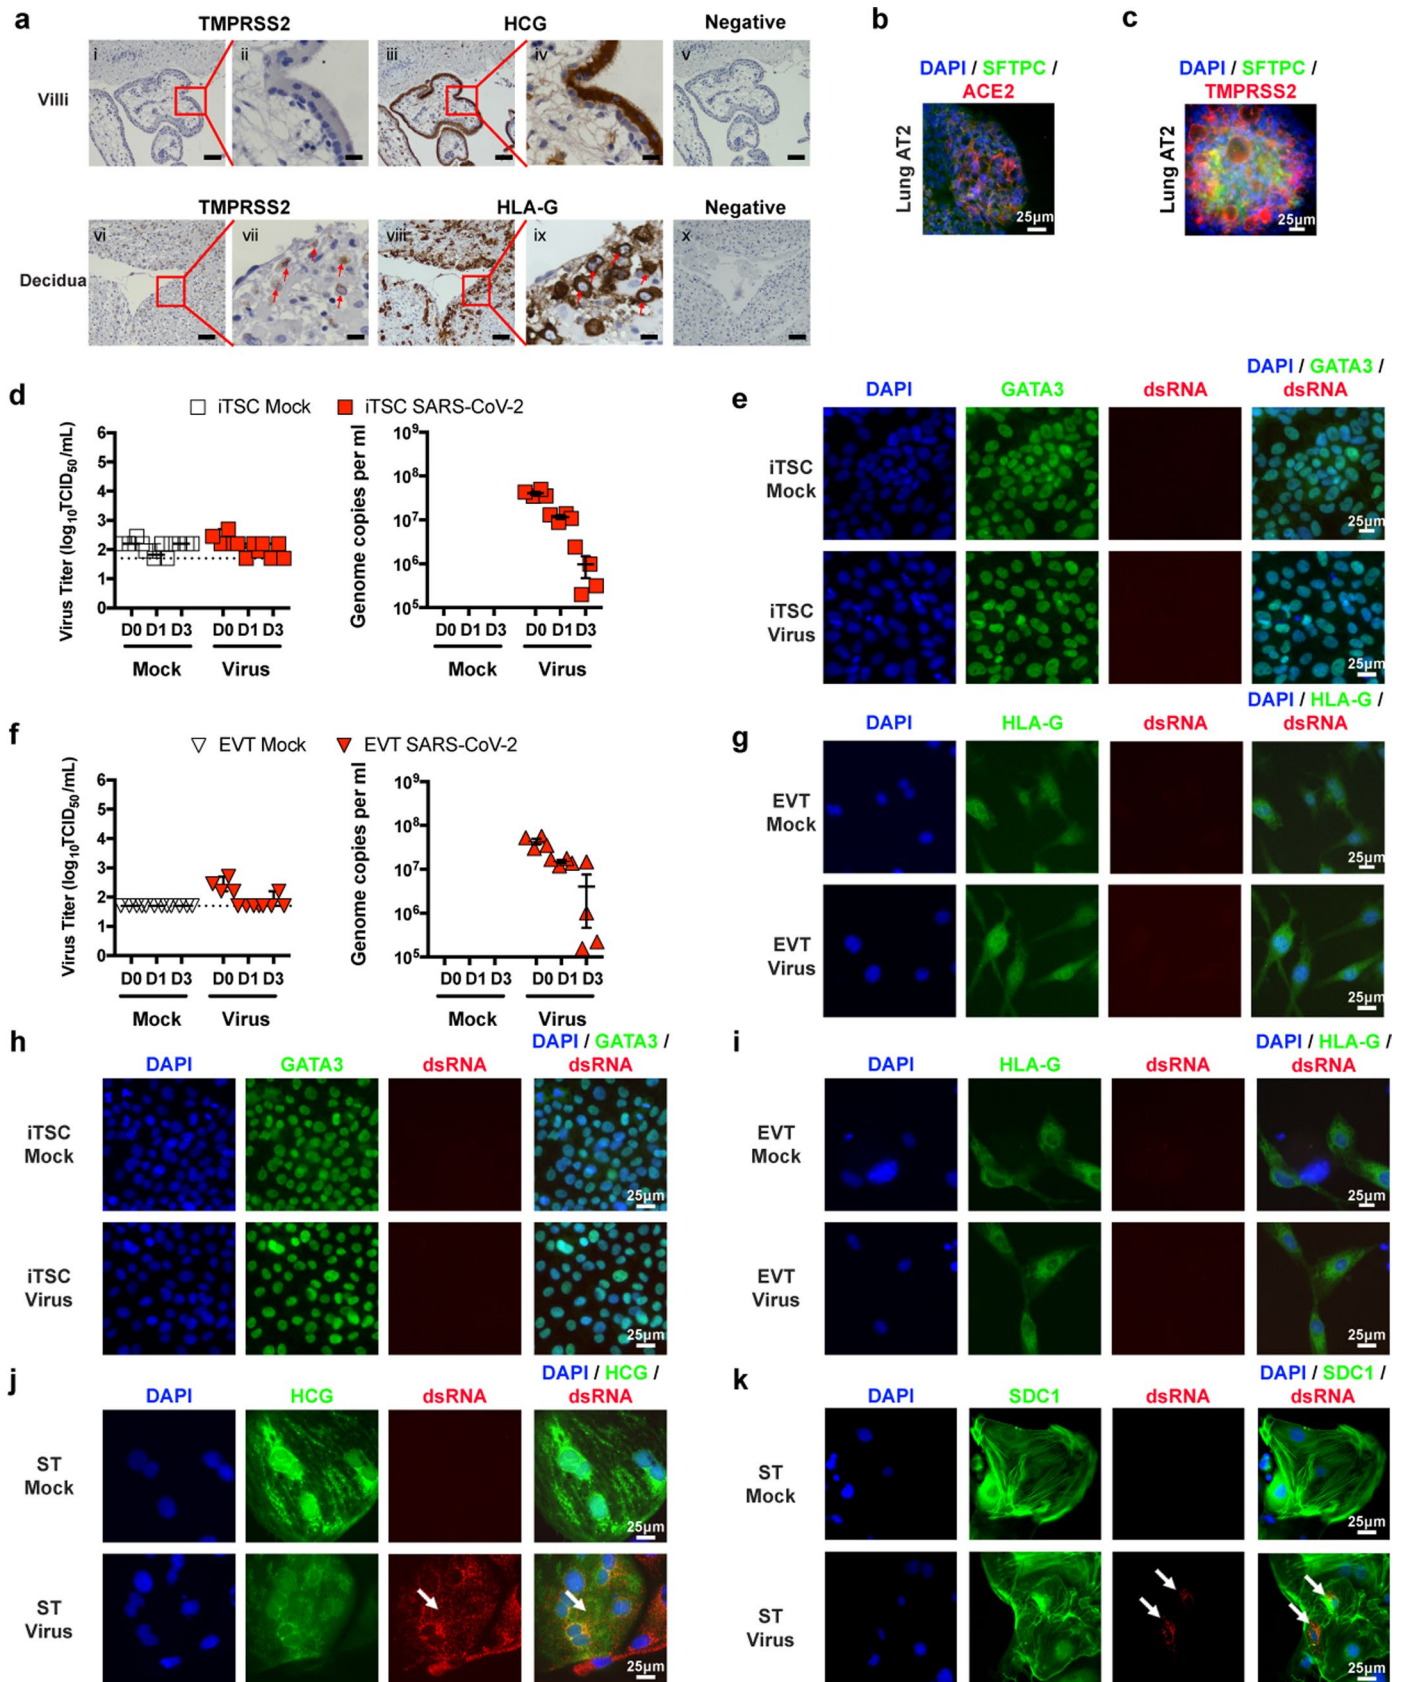 a
TMPRSS2 HCG Negative
Villi
i ii iii iv v
TMPRSS2 HLA-G Negative
Decidua
vi vii viii ix x
b
DAPI / SFTPC /
ACE2
Lung AT2
25µm
c
DAPI / SFTPC /
TMPRSS2
Lung AT2
25µm
d
iTSC Mock iTSC SARS-CoV-2
Virus Titer (log10TCID50/mL)
6
5
4
3
2
1
0
D0 D1 D3 D0 D1 D3
Mock Virus
Genome copies per ml
10^9
10^8
10^7
10^6
10^5
D0 D1 D3 D0 D1 D3
Mock Virus
e
DAPI GATA3 dsRNA DAPI / GATA3 /
dsRNA
iTSC
Mock
25µm
iTSC
Virus
25µm
f
EVT Mock EVT SARS-CoV-2
Virus Titer (log10TCID50/mL)
6
5
4
3
2
1
0
D0 D1 D3 D0 D1 D3
Mock Virus
Genome copies per ml
10^9
10^8
10^7
10^6
10^5
D0 D1 D3 D0 D1 D3
Mock Virus
g
DAPI HLA-G dsRNA DAPI / HLA-G /
dsRNA
EVT
Mock
25µm
EVT
Virus
25µm
h
DAPI GATA3 dsRNA DAPI / GATA3 /
dsRNA
iTSC
Mock
25µm
iTSC
Virus
25µm
i
DAPI HLA-G dsRNA DAPI / HLA-G /
dsRNA
EVT
Mock
25µm
EVT
Virus
25µm
j
DAPI HCG dsRNA DAPI / HCG /
dsRNA
ST
Mock
25µm
ST
Virus
25µm
k
DAPI SDC1 dsRNA DAPI / SDC1 /
dsRNA
ST
Mock
25µm
ST
Virus
25µm